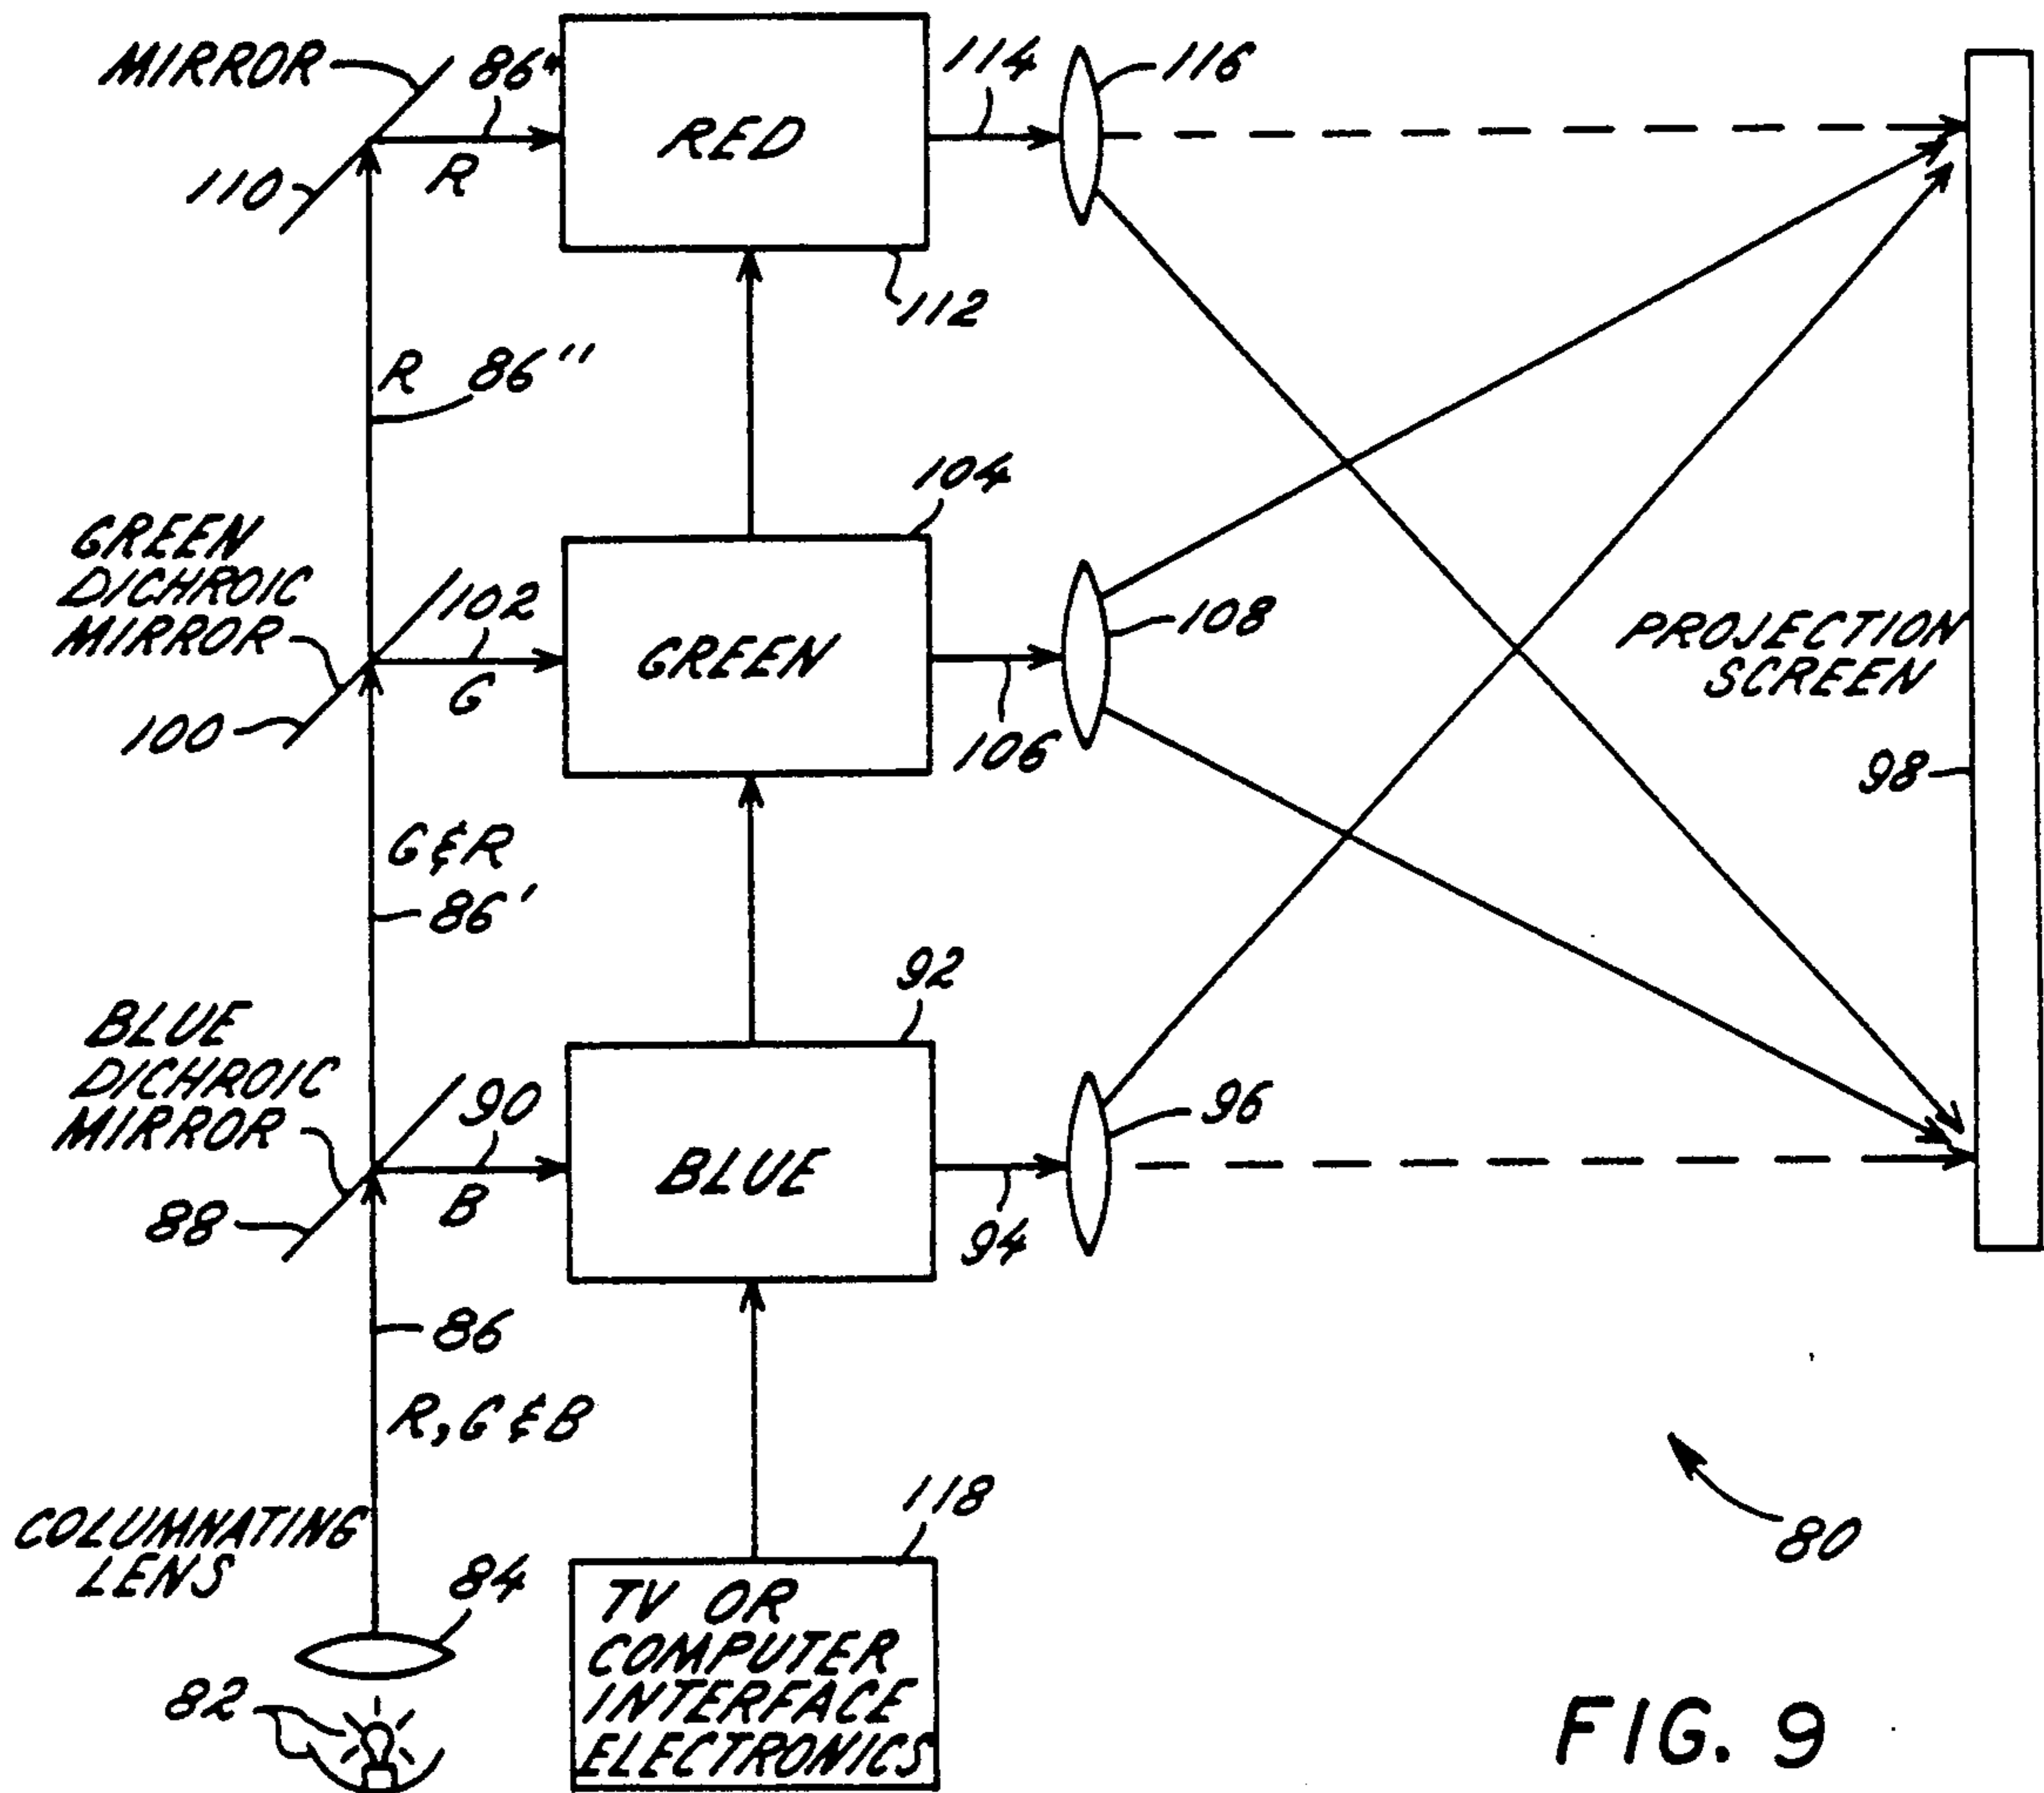 MIRROR
86"
114
116
RED
R
110
112
R 86"
104
GREEN
DICHROIC
MIRROR
102
GREEN
108
PROJECTION
SCREEN
G
100
106
98
G & R
86'
92
BLUE
DICHROIC
MIRROR
90
BLUE
96
B
88
94
86
R, G & B
118
COLUMNATING
LENS
84
80
TV OR
COMPUTER
INTERFACE
ELECTRONICS
82
FIG. 9